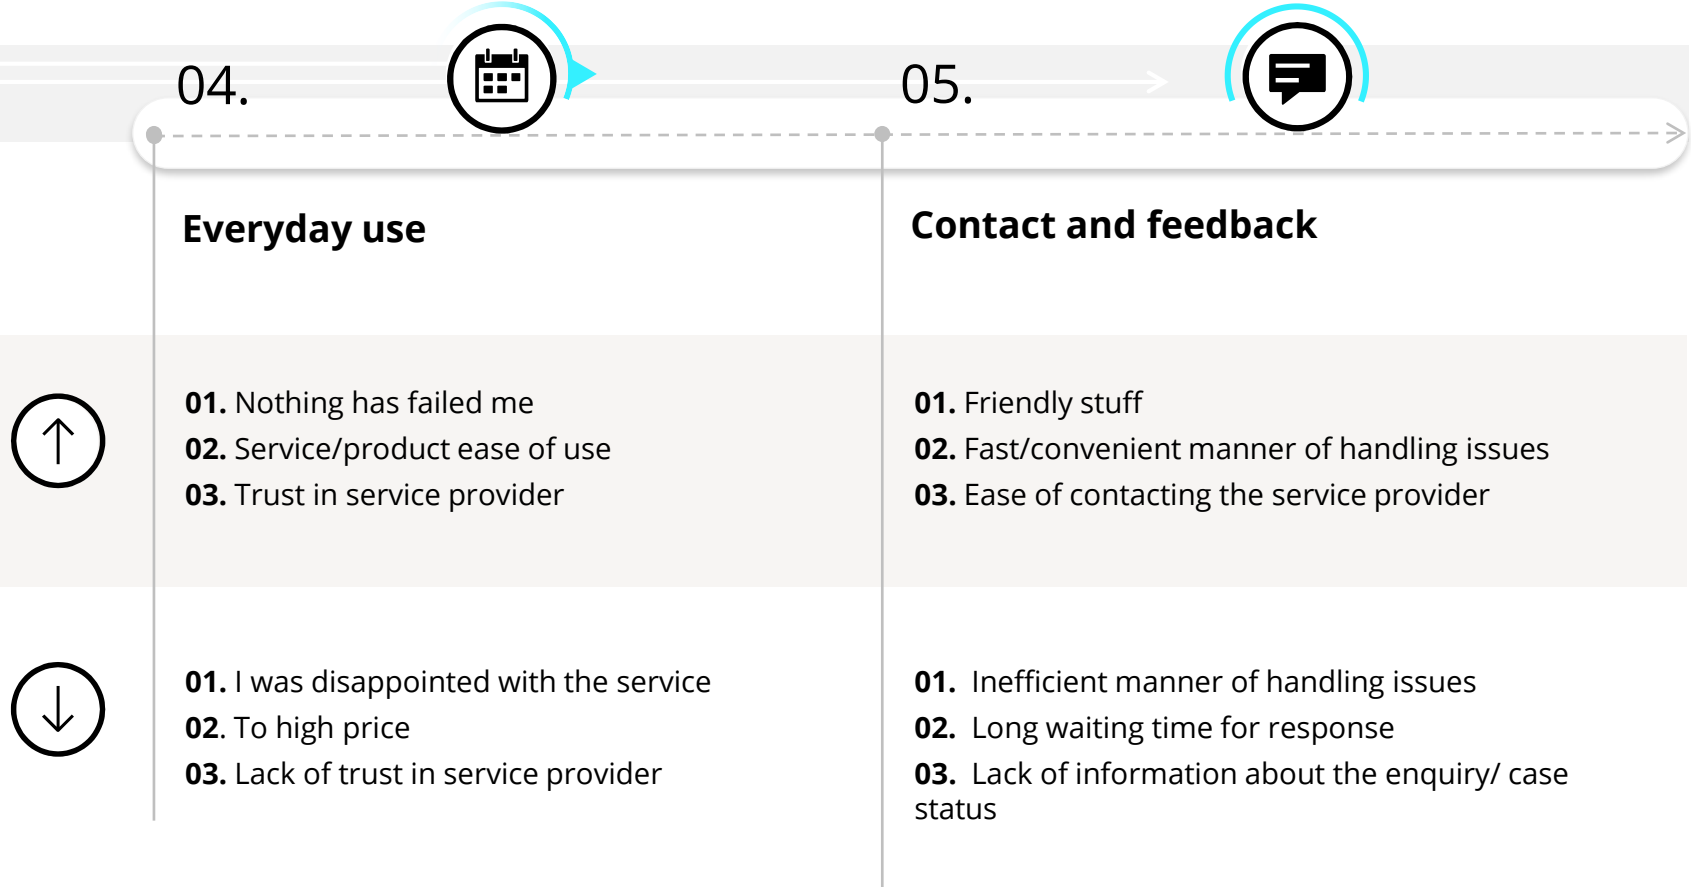 04.
05.
Everyday use
Contact and feedback
01. Nothing has failed me
02. Service/product ease of use
03. Trust in service provider
01. Friendly stuff
02. Fast/convenient manner of handling issues
03. Ease of contacting the service provider
01. I was disappointed with the service
02. To high price
03. Lack of trust in service provider
01. Inefficient manner of handling issues
02. Long waiting time for response
03. Lack of information about the enquiry/ case
status